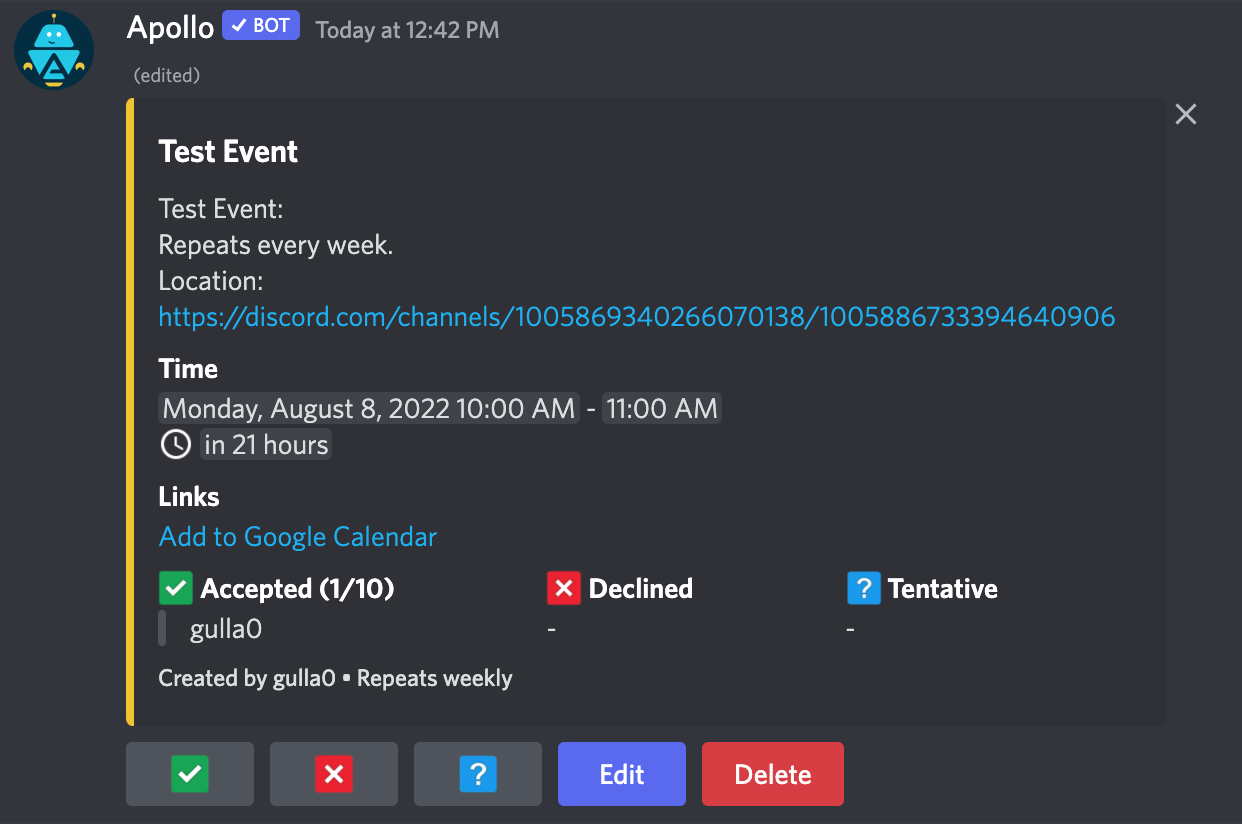 Apollo ✓ BOT Today at 12:42 PM
(edited)
Test Event
Test Event:
Repeats every week.
Location:
https://discord.com/channels/1005869340266070138/1005886733394640906
Time
Monday, August 8, 2022 10:00 AM - 11:00 AM
in 21 hours
Links
Add to Google Calendar
Accepted (1/10) Declined Tentative
gulla0 - -
Created by gulla0 • Repeats weekly
Edit Delete